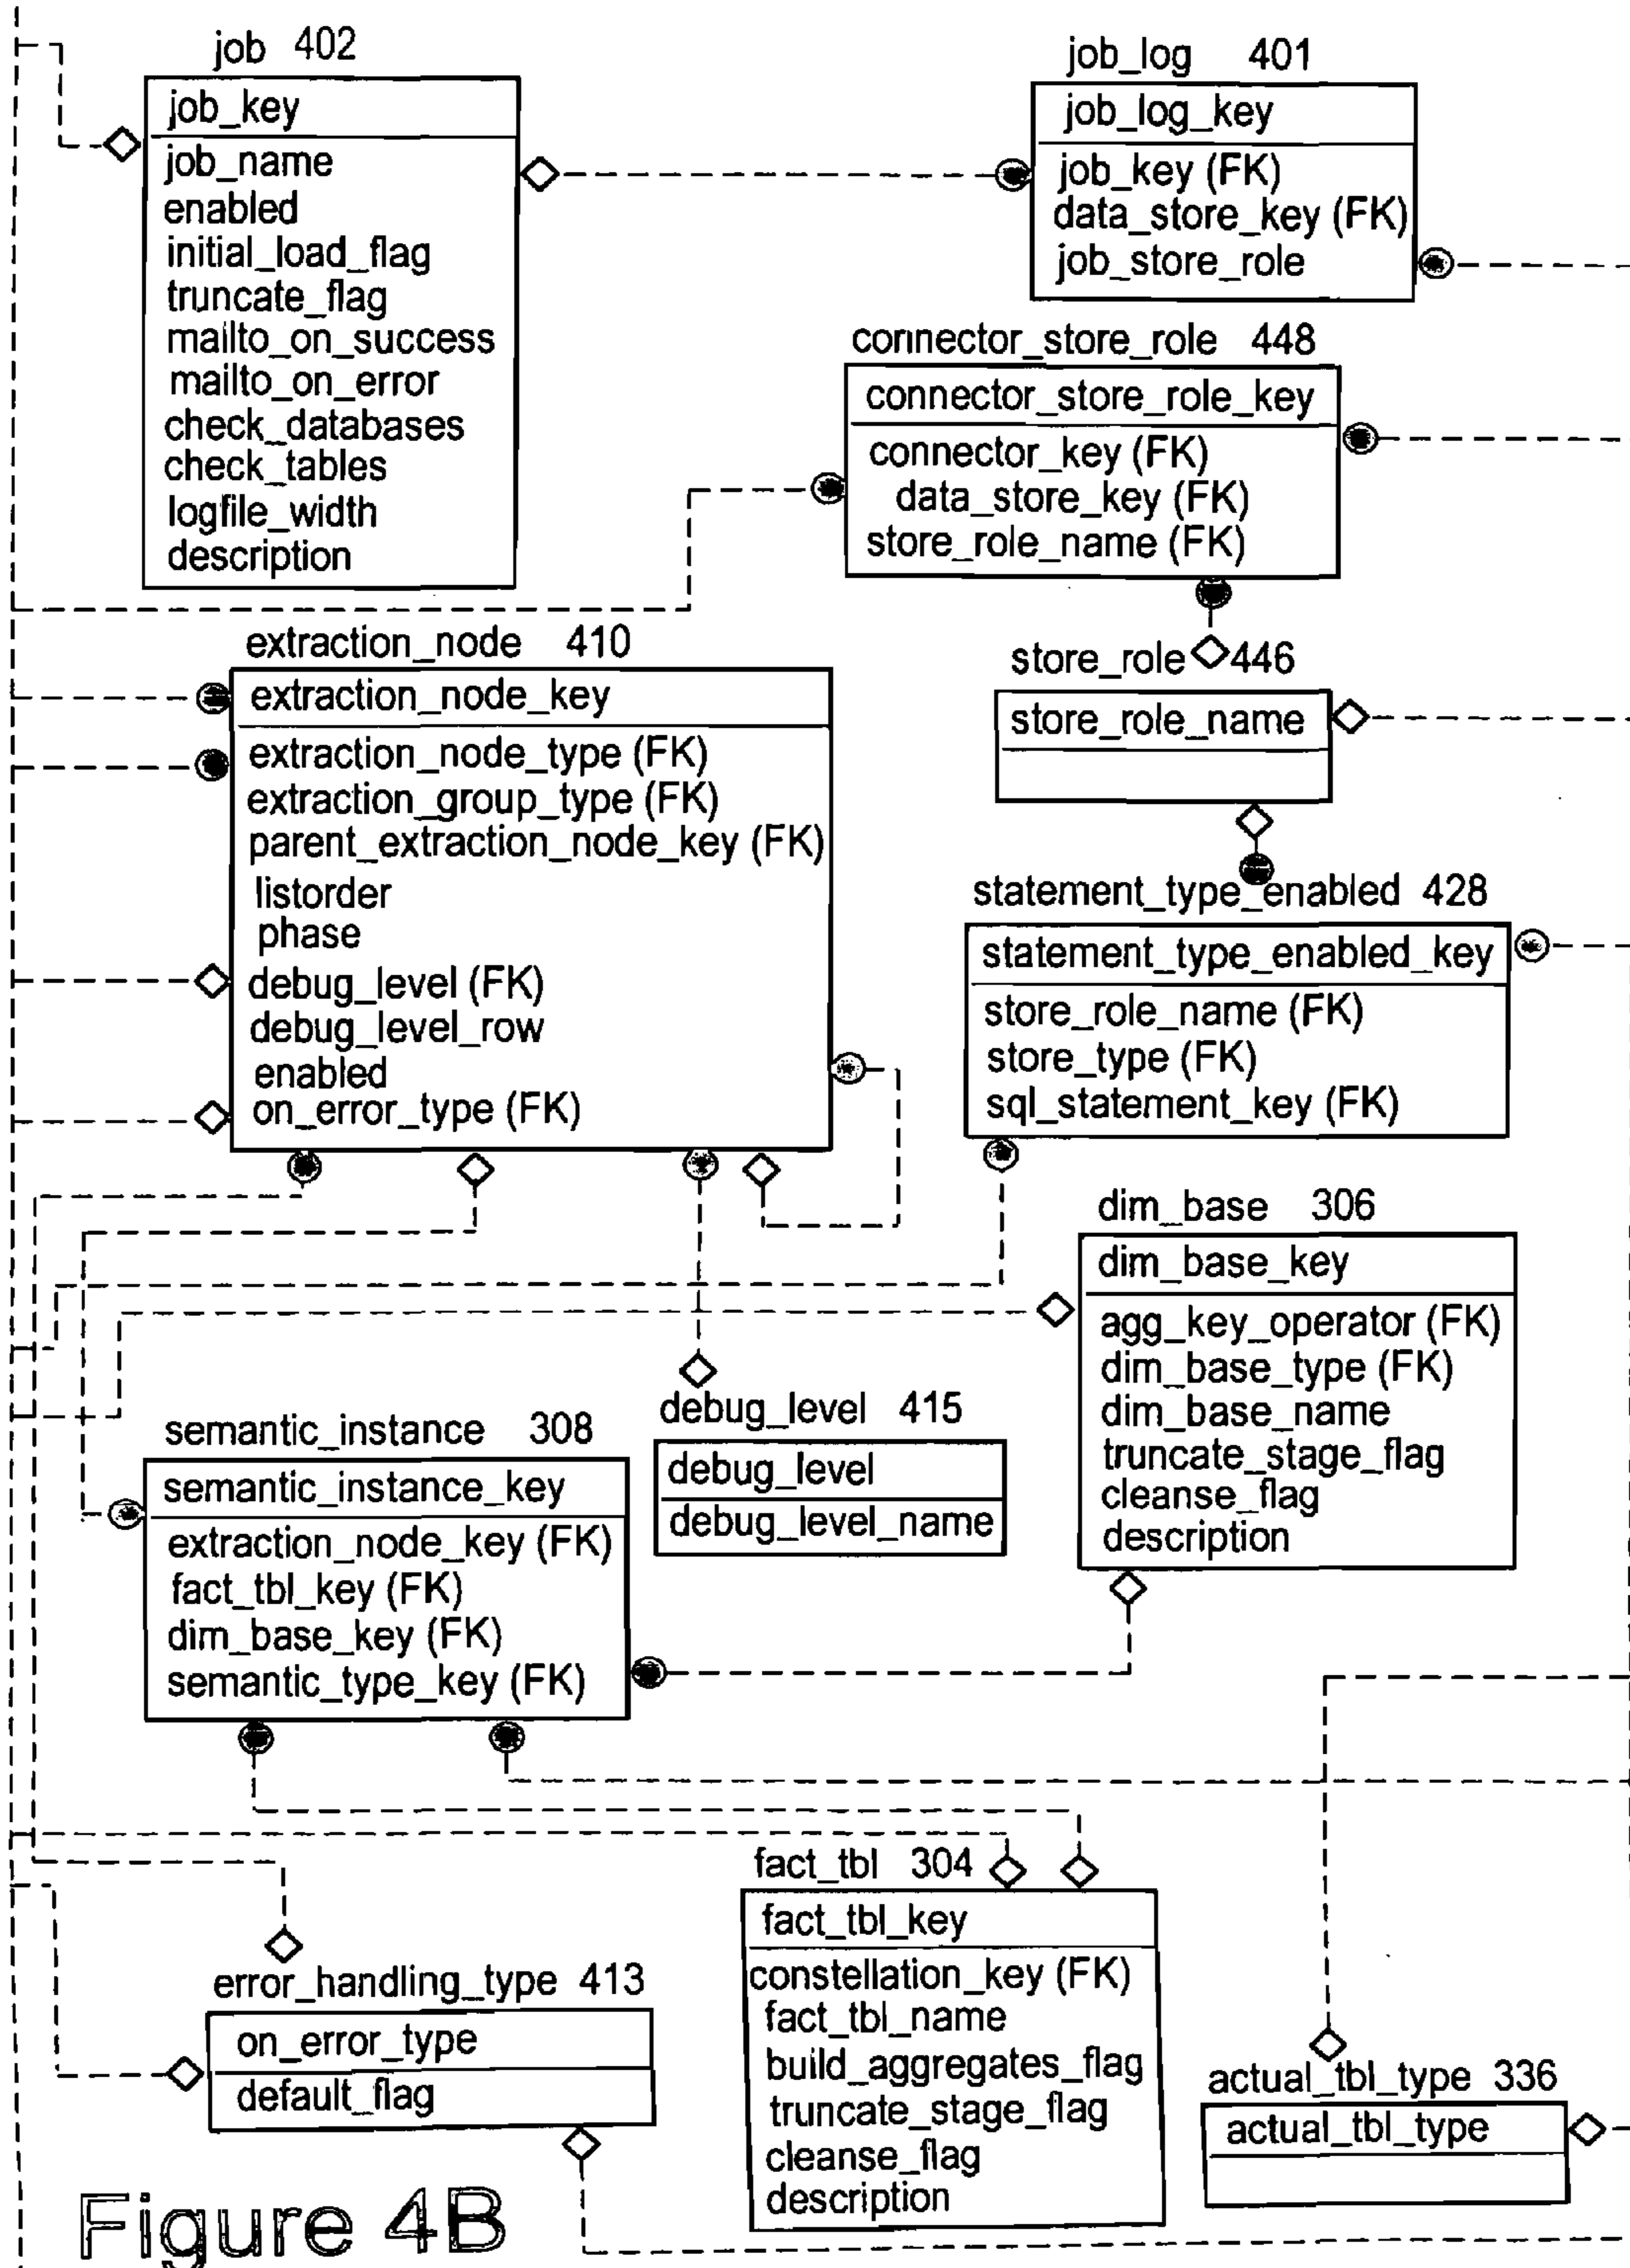 job 402
job_key
job_name
enabled
initial_load_flag
truncate_flag
mailto_on_success
mailto_on_error
check_databases
check_tables
logfile_width
description
job_log 401
job_log_key
job_key (FK)
data_store_key (FK)
job_store_role
connector_store_role 448
connector_store_role_key
connector_key (FK)
data_store_key (FK)
store_role_name (FK)
extraction_node 410
extraction_node_key
extraction_node_type (FK)
extraction_group_type (FK)
parent_extraction_node_key (FK)
listorder
phase
debug_level (FK)
debug_level_row
enabled
on_error_type (FK)
store_role 446
store_role_name
statement_type_enabled 428
statement_type_enabled_key
store_role_name (FK)
store_type (FK)
sql_statement_key (FK)
dim_base 306
dim_base_key
agg_key_operator (FK)
dim_base_type (FK)
dim_base_name
truncate_stage_flag
cleanse_flag
description
semantic_instance 308
semantic_instance_key
extraction_node_key (FK)
fact_tbl_key (FK)
dim_base_key (FK)
semantic_type_key (FK)
debug_level 415
debug_level
debug_level_name
fact_tbl 304
fact_tbl_key
constellation_key (FK)
fact_tbl_name
build_aggregates_flag
truncate_stage_flag
cleanse_flag
description
error_handling_type 413
on_error_type
default_flag
actual_tbl_type 336
actual_tbl_type
Figure 4B